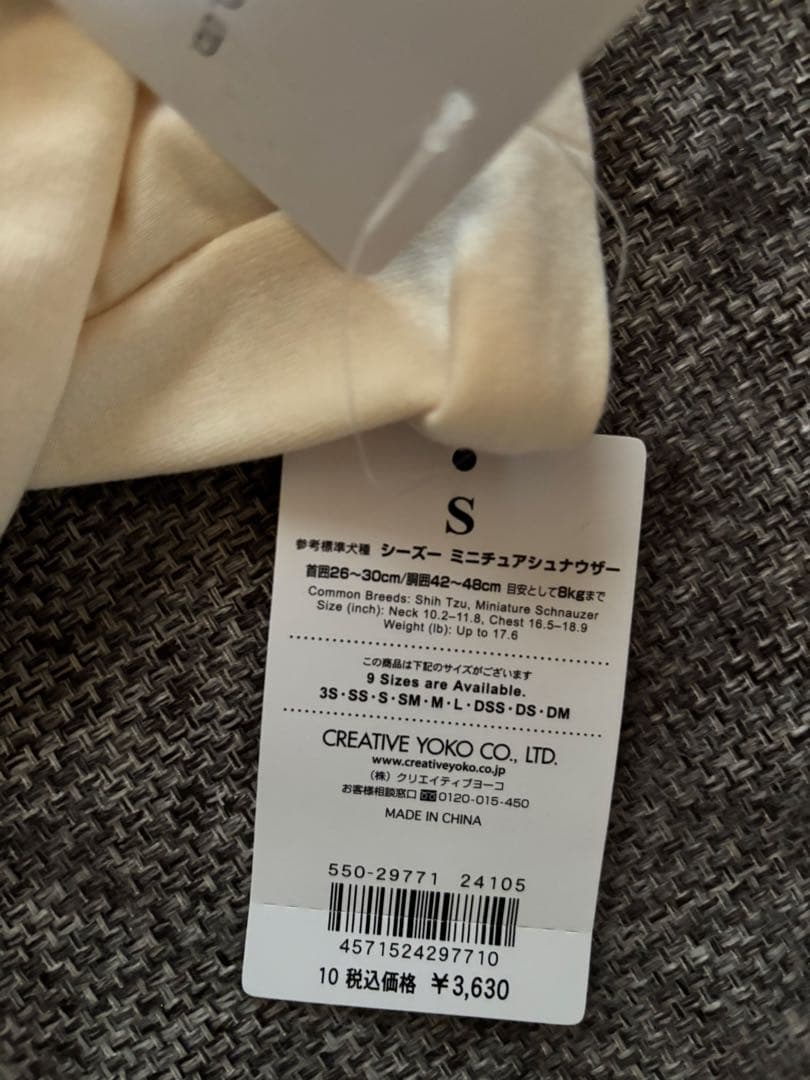 S
参考標準犬種 シーズー ミニチュアシュナウザー
首囲26～30cm/胴囲42～48cm 目安として8kgまで
Common Breeds: Shih Tzu, Miniature Schnauzer
Size (inch): Neck 10.2–11.8, Chest 16.5–18.9
Weight (lb): Up to 17.6
この商品は下記のサイズがございます
9 Sizes are Available.
3S・SS・S・SM・M・L・DSS・DS・DM
CREATIVE YOKO CO., LTD.
www.creativeyoko.co.jp
（株）クリエイティブヨーコ
お客様相談窓口 0120-015-450
MADE IN CHINA
550-29771 24105
4571524297710
10 税込価格 ¥3,630